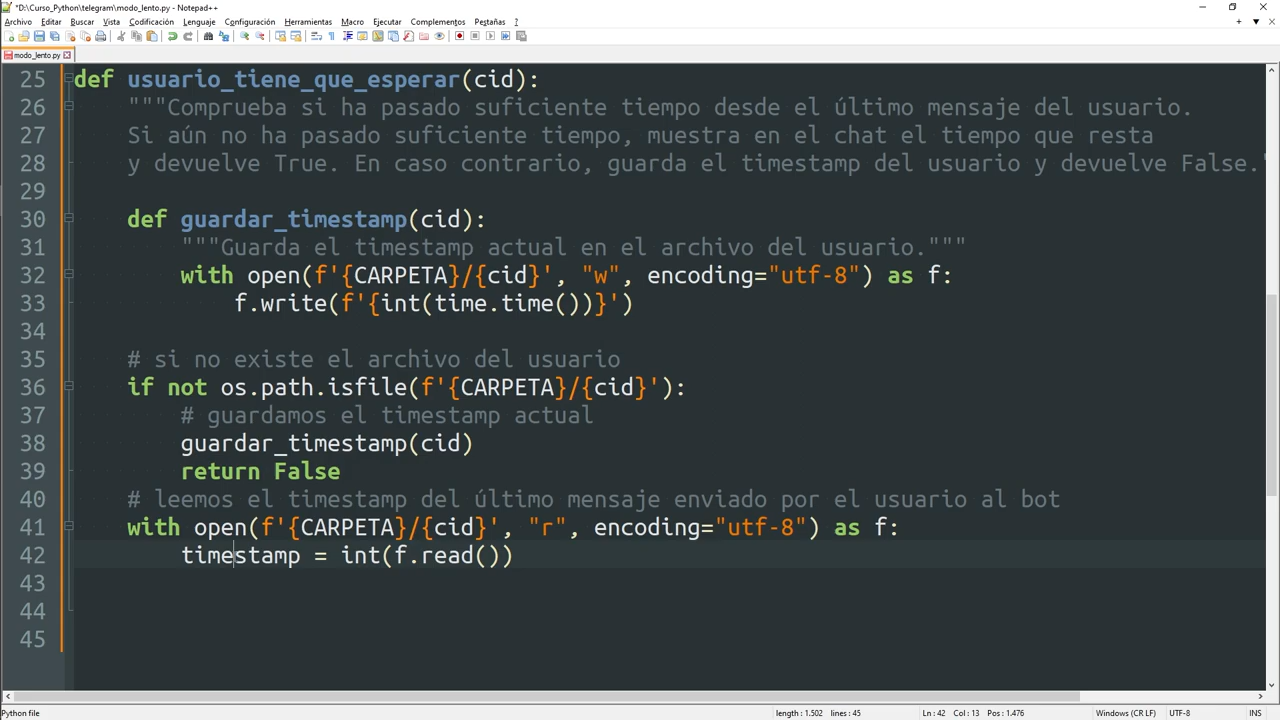 *D:\Curso_Python\telegram\modo_lento.py - Notepad++
Archivo Editar Buscar Vista Codificación Lenguaje Configuración Herramientas Macro Ejecutar Complementos Pestañas ?
modo_lento.py
25 def usuario_tiene_que_esperar(cid):
26 """Comprueba si ha pasado suficiente tiempo desde el último mensaje del usuario.
27 Si aún no ha pasado suficiente tiempo, muestra en el chat el tiempo que resta
28 y devuelve True. En caso contrario, guarda el timestamp del usuario y devuelve False."
29
30 def guardar_timestamp(cid):
31 """Guarda el timestamp actual en el archivo del usuario."""
32 with open(f'{CARPETA}/{cid}', "w", encoding="utf-8") as f:
33 f.write(f'{int(time.time())}')
34
35 # si no existe el archivo del usuario
36 if not os.path.isfile(f'{CARPETA}/{cid}'):
37 # guardamos el timestamp actual
38 guardar_timestamp(cid)
39 return False
40 # leemos el timestamp del último mensaje enviado por el usuario al bot
41 with open(f'{CARPETA}/{cid}', "r", encoding="utf-8") as f:
42 timestamp = int(f.read())
43
44
45
Python file length : 1.502 lines : 45 Ln : 42 Col : 13 Pos : 1.476 Windows (CR LF) UTF-8 INS